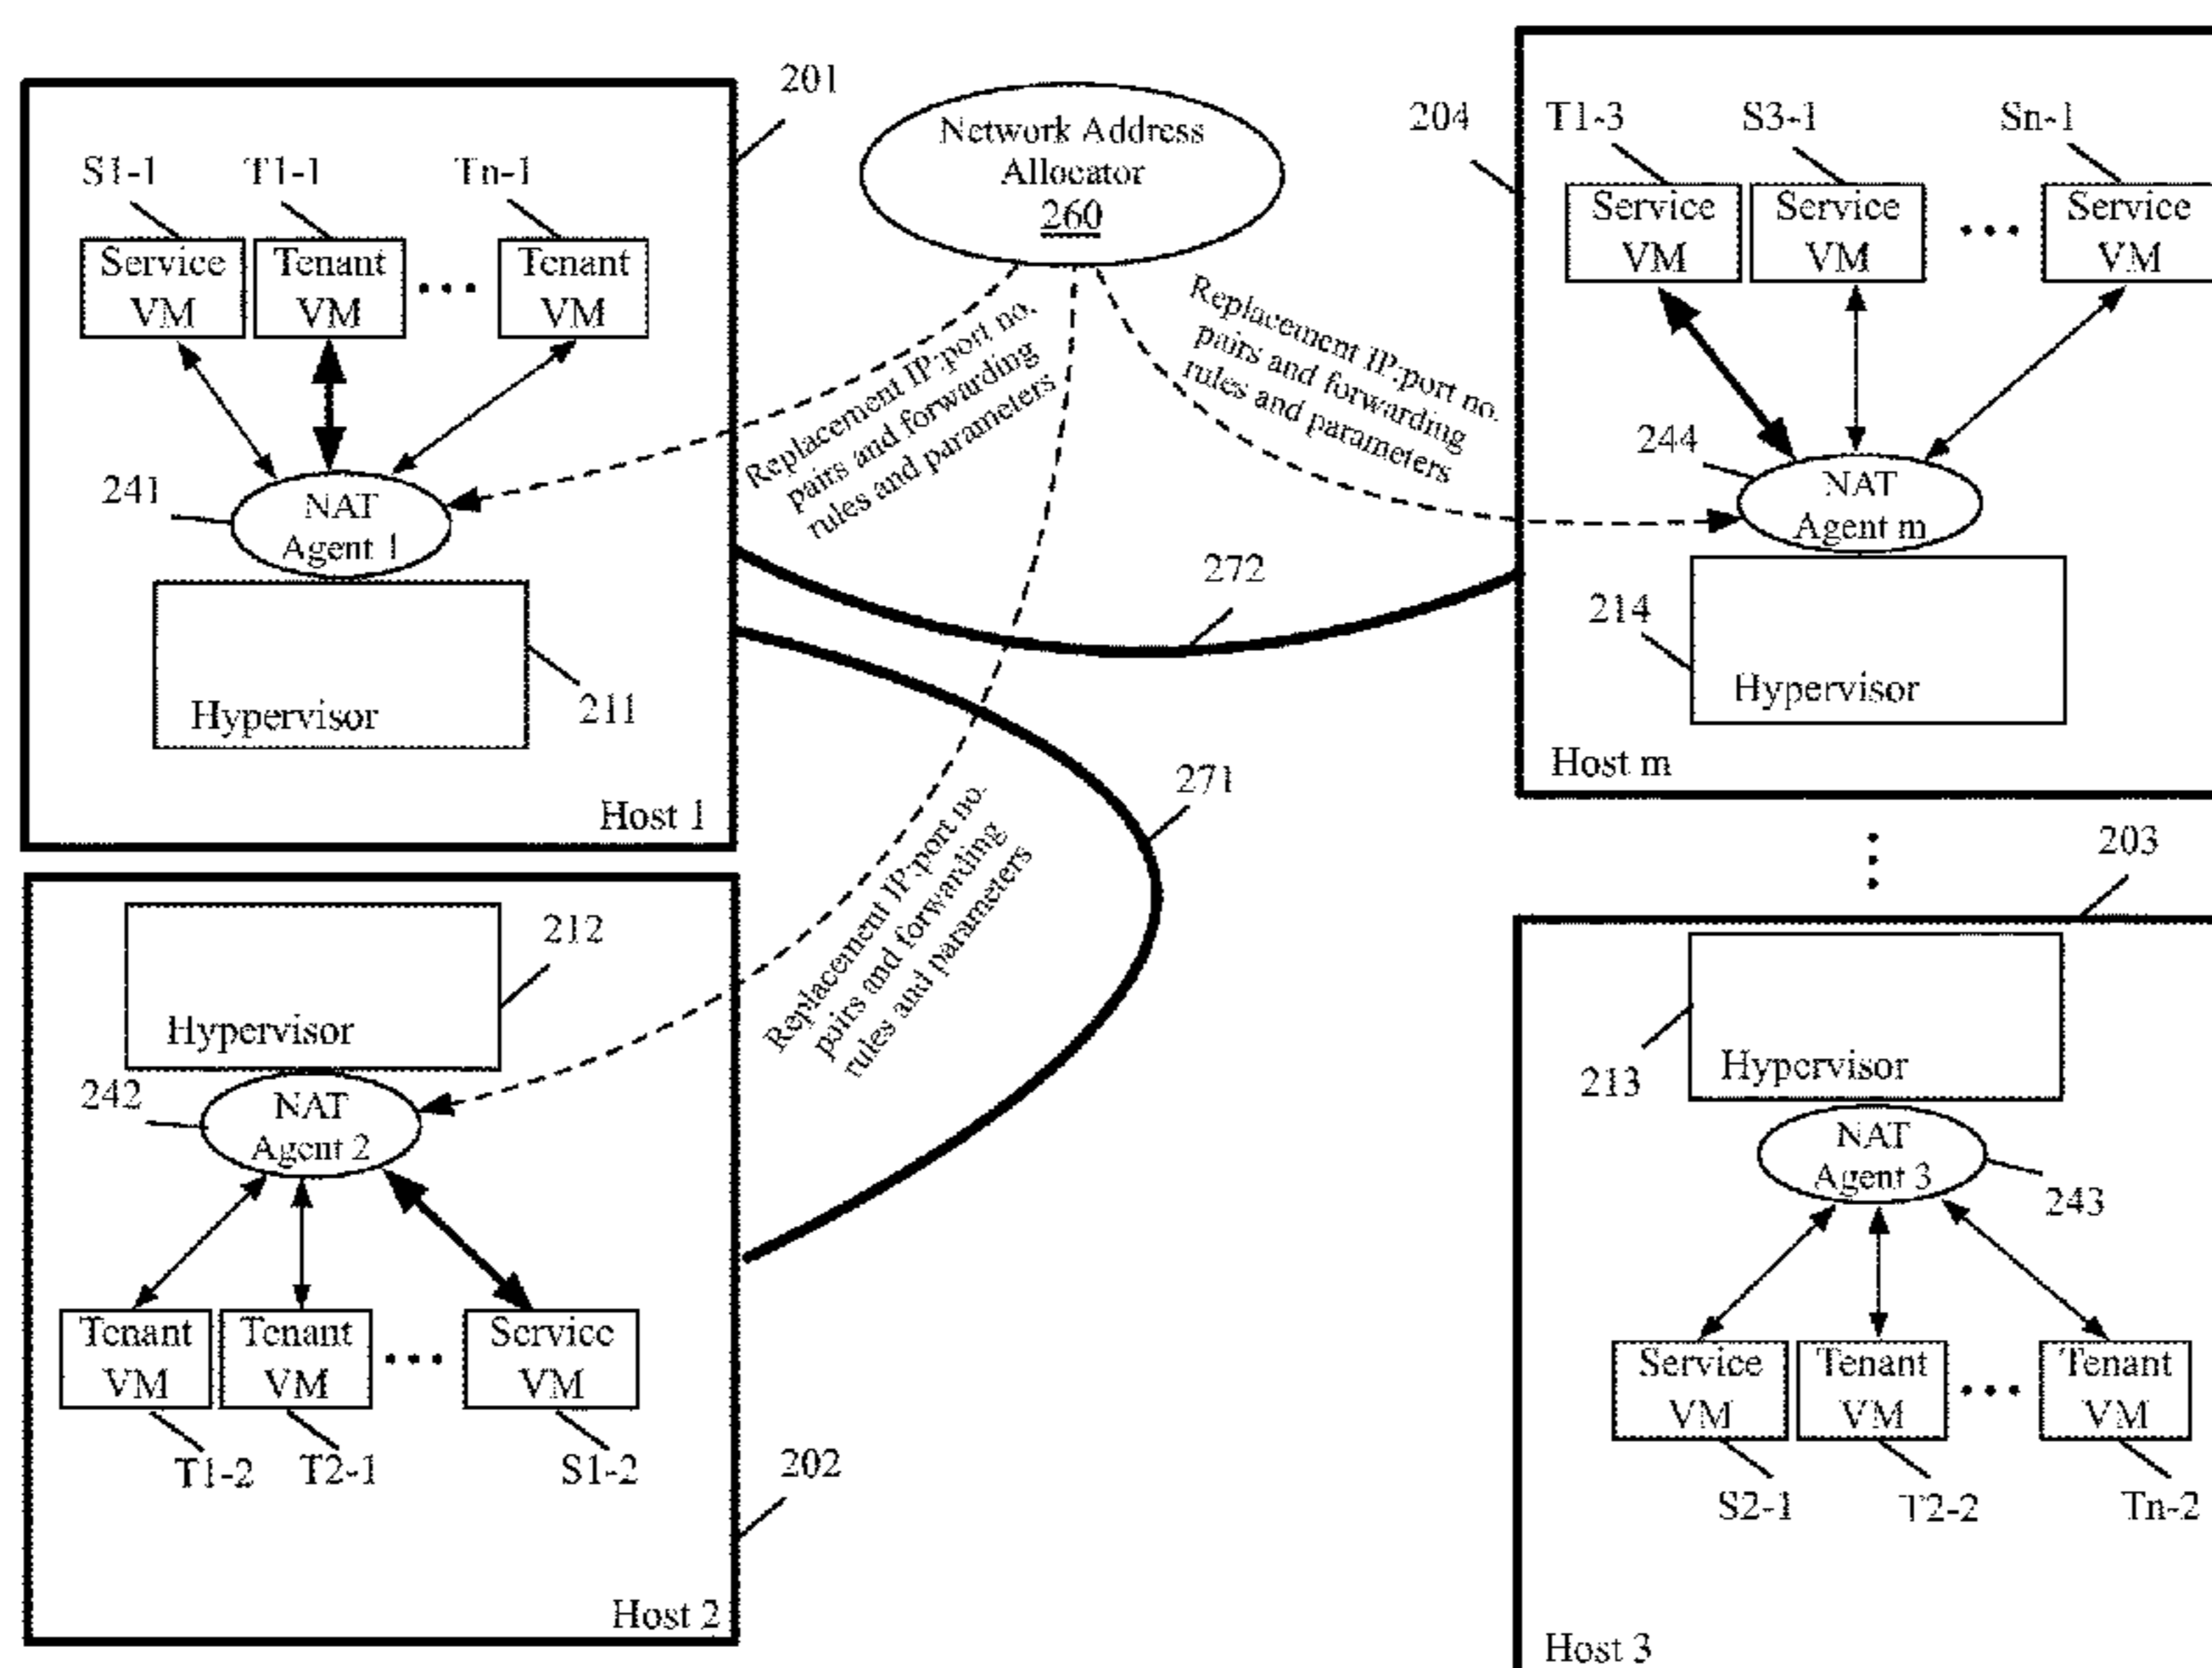 201
S1-1
T1-1
Tn-1
Service
VM
Tenant
VM
Tenant
VM
241
NAT
Agent 1
Hypervisor
211
Host 1
Network Address
Allocator
260
Replacement IP:port no.
pairs and forwarding
rules and parameters
Replacement IP:port no.
pairs and forwarding
rules and parameters
204
T1-3
S3-1
Sn-1
Service
VM
Service
VM
Service
VM
244
NAT
Agent m
214
Hypervisor
Host m
272
271
Replacement IP:port no.
pairs and forwarding
rules and parameters
212
Hypervisor
242
NAT
Agent 2
Tenant
VM
Tenant
VM
Service
VM
T1-2
T2-1
S1-2
202
Host 2
203
213
Hypervisor
NAT
Agent 3
243
Service
VM
Tenant
VM
Tenant
VM
S2-1
T2-2
Tn-2
Host 3